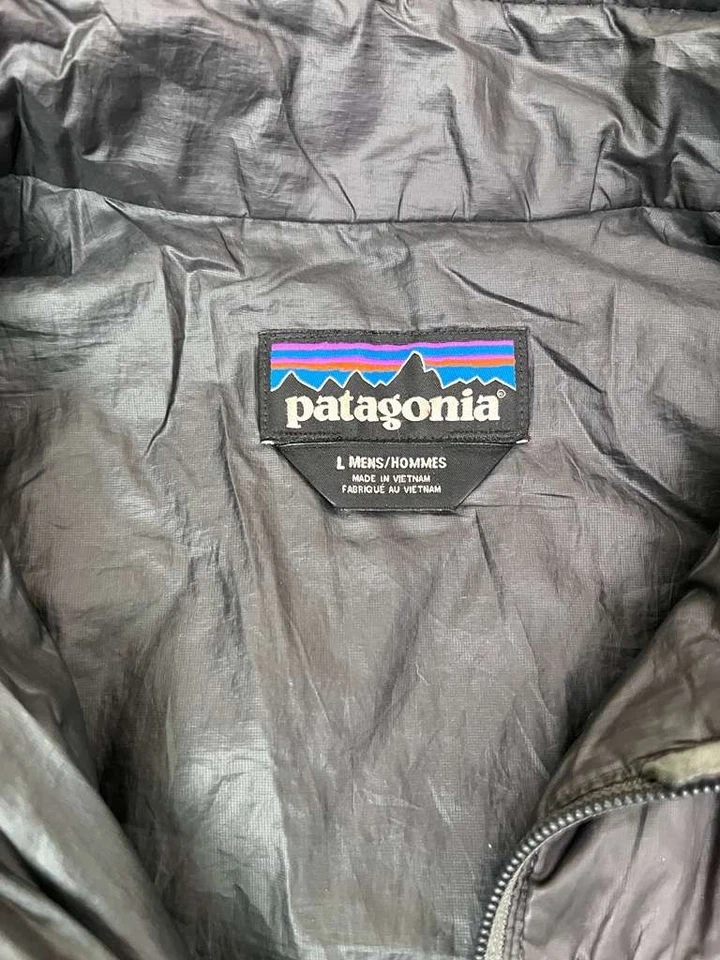 patagonia®
L MENS/HOMMES
MADE IN VIETNAM
FABRIQUÉ AU VIETNAM